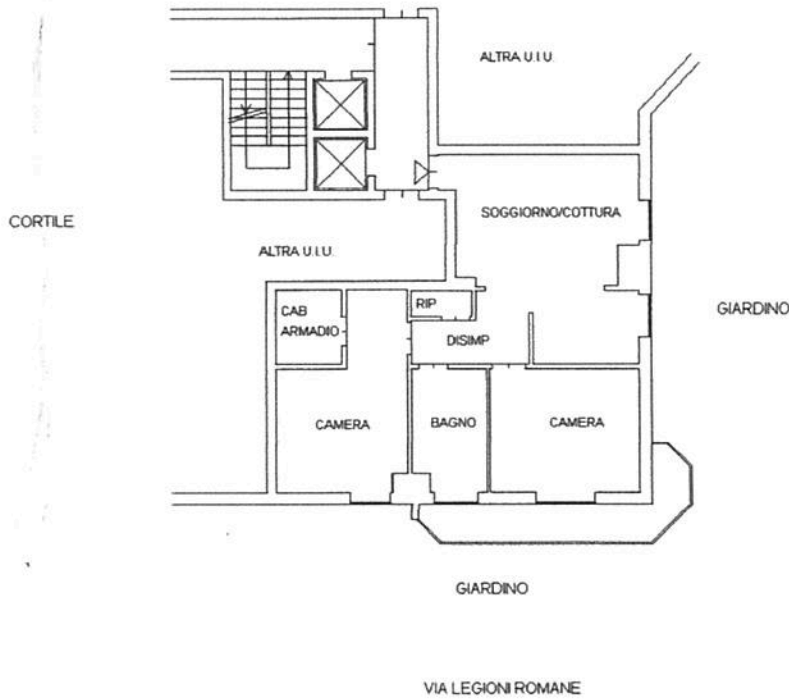 ALTRA U.I.U.
CORTILE
SOGGIORNO/COTTURA
ALTRA U.I.U.
CAB
ARMADIO
RIP
GIARDINO
DISIMP
CAMERA
BAGNO
CAMERA
GIARDINO
VIA LEGIONI ROMANE